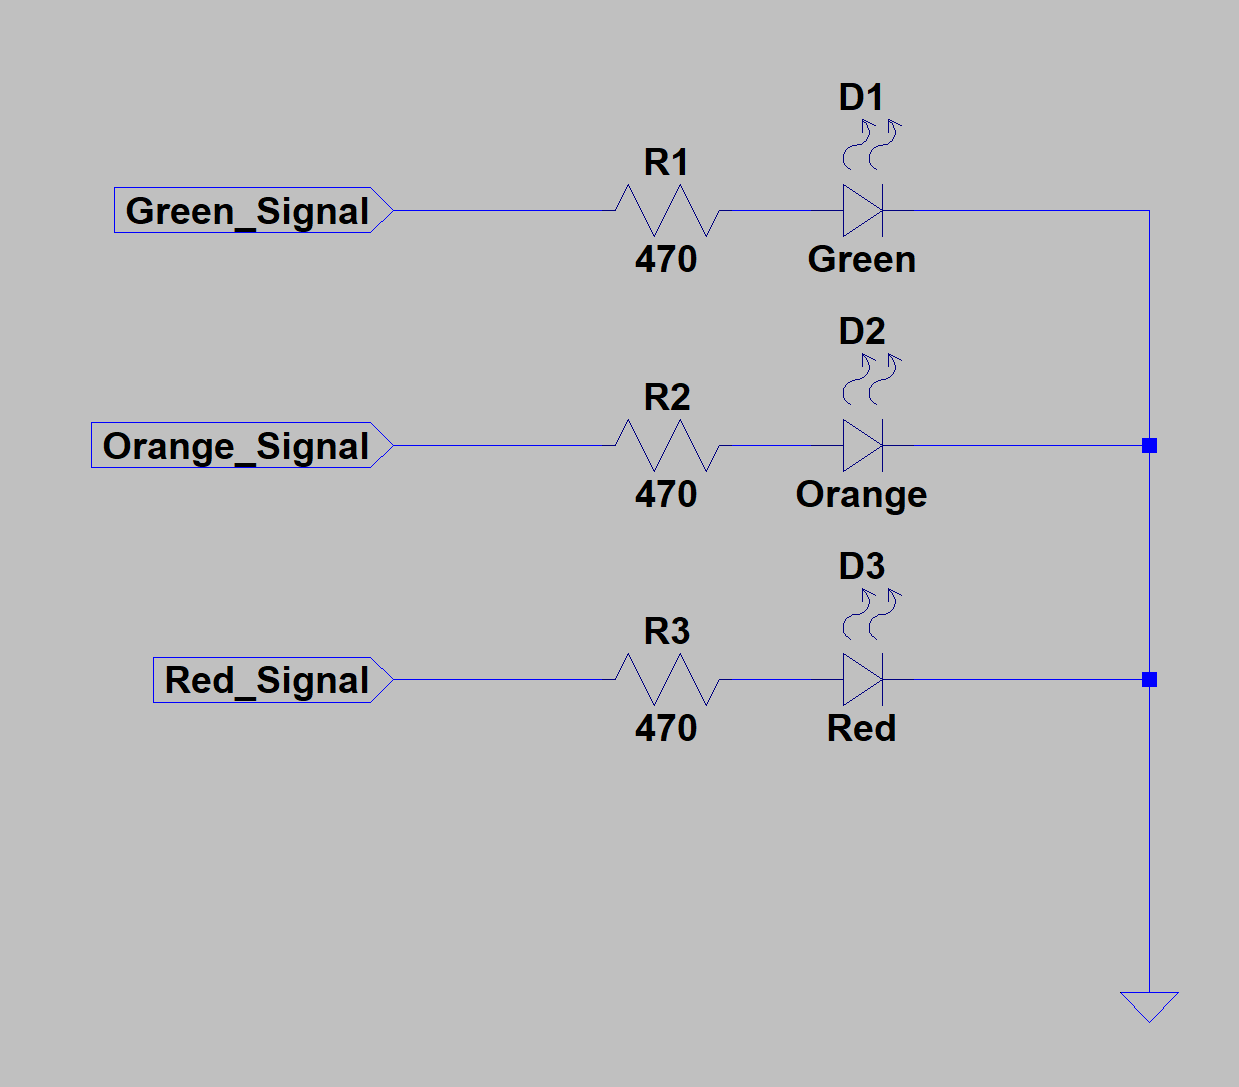 D1
R1
Green_Signal
470
Green
D2
R2
Orange_Signal
470
Orange
D3
R3
Red_Signal
470
Red